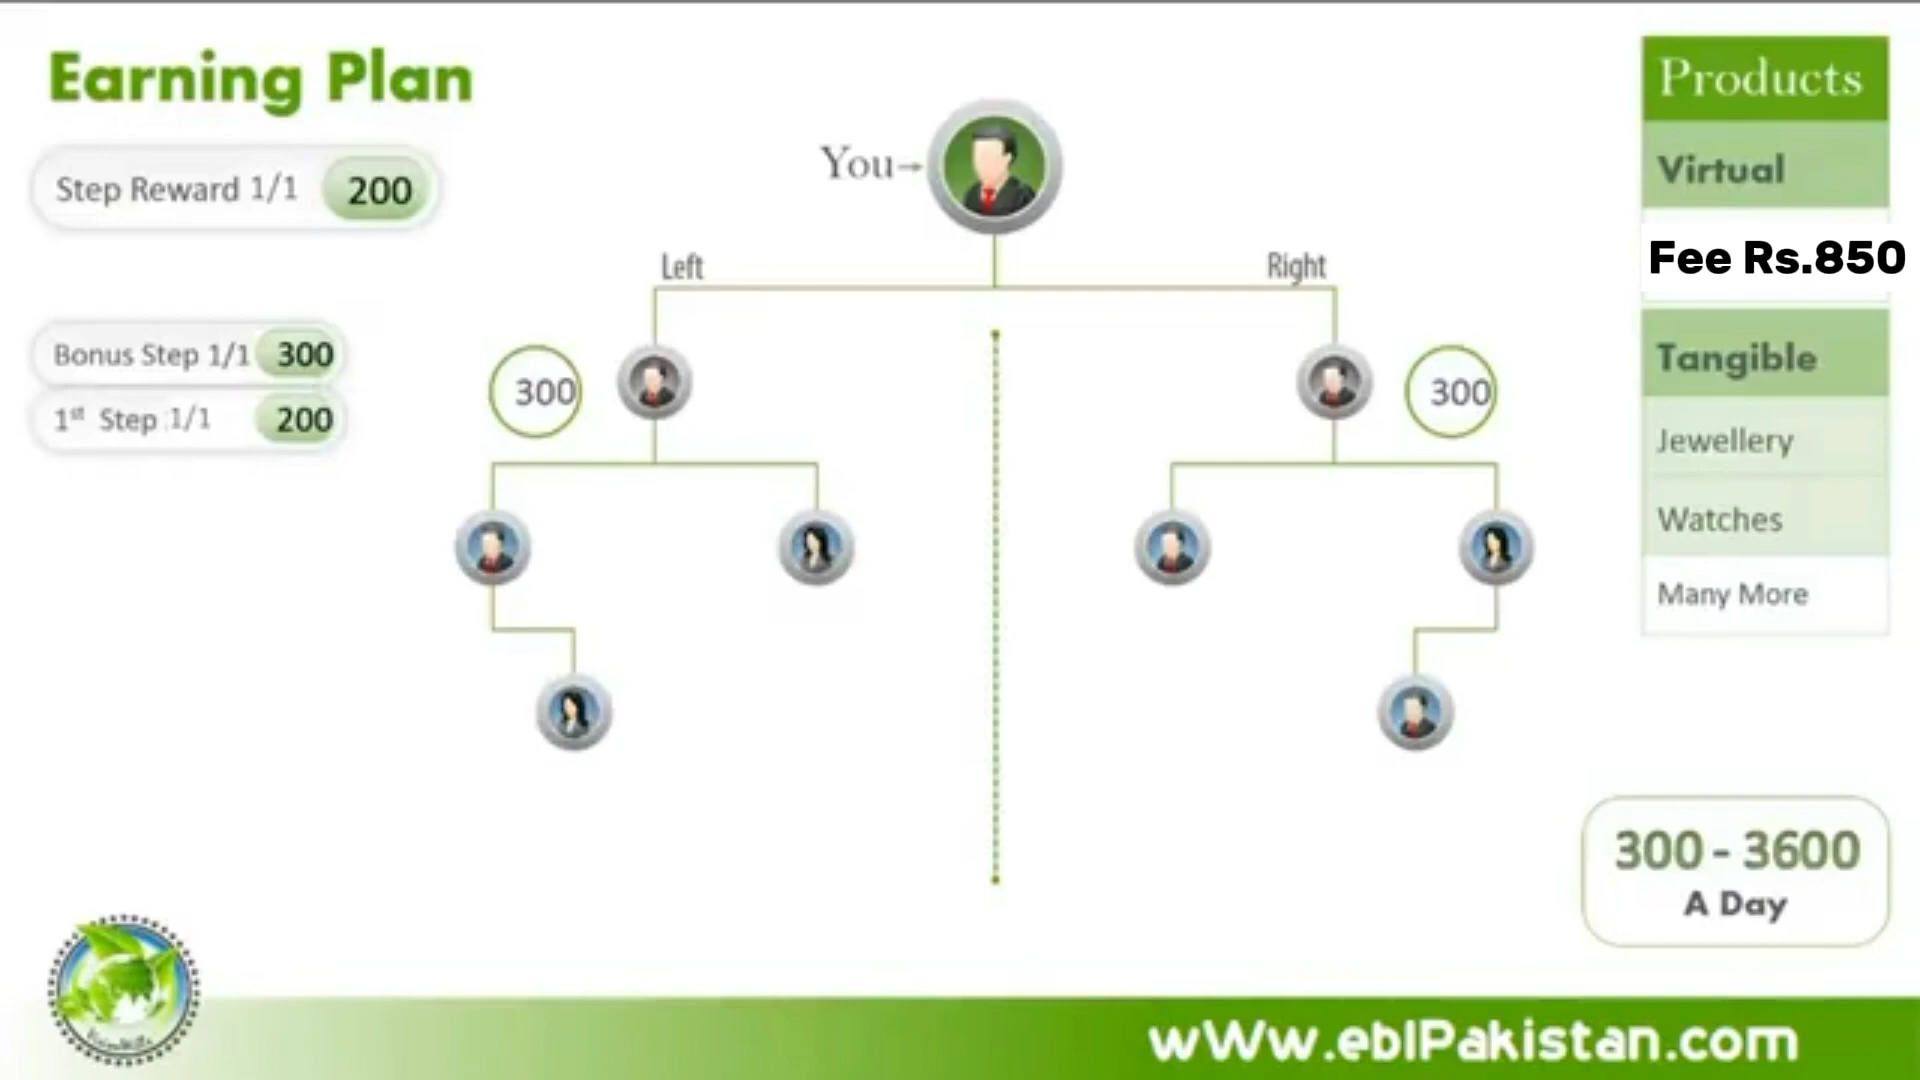 Earning Plan
Step Reward 1/1 200
Bonus Step 1/1 300
1st Step :1/1 200
You→
Left
Right
300
300
Products
Virtual
Fee Rs.850
Tangible
Jewellery
Watches
Many More
300 - 3600
A Day
wWw.eblPakistan.com